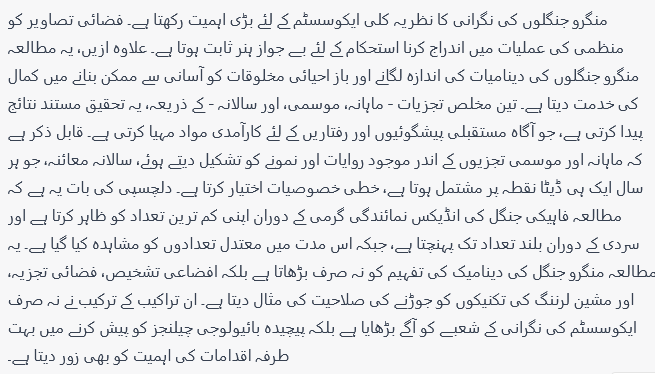 منگرو جنگلوں کی نگرانی کا نظریہ کلی ایکوسسٹم کے لئے بڑی اہمیت رکھتا ہے۔ فضائی تصاویر کو
منظمی کی عملیات میں اندراج کرنا استحکام کے لئے بے جواز ہنر ثابت ہوتا ہے۔ علاوہ ازیں، یہ مطالعہ
منگرو جنگلوں کی دینامیات کی اندازہ لگانے اور باز احیائی مخلوقات کو آسانی سے ممکن بنانے میں کمال
کی خدمت دیتا ہے۔ تین مخلص تجزیات - ماہانہ، موسمی، اور سالانہ - کے ذریعہ، یہ تحقیق مستند نتائج
پیدا کرتی ہے، جو آگاہ مستقبلی پیشگوئیوں اور رفتاریں کے لئے کارآمدی مواد مہیا کرتی ہے۔ قابل ذکر ہے
کہ ماہانہ اور موسمی تجزیوں کے اندر موجود روایات اور نمونے کو تشکیل دیتے ہوئے، سالانہ معائنہ، جو ہر
سال ایک ہی ڈیٹا نقطہ پر مشتمل ہوتا ہے، خطی خصوصیات اختیار کرتا ہے۔ دلچسپی کی بات یہ ہے کہ
مطالعہ فاہیکی جنگل کی انڈیکس نمائندگی گرمی کے دوران اپنی کم ترین تعداد کو ظاہر کرتا ہے اور
سردی کے دوران بلند تعداد تک پہنچتا ہے، جبکہ اس مدت میں معتدل تعدادوں کو مشاہدہ کیا گیا ہے۔ یہ
مطالعہ منگرو جنگل کی دینامیک کی تفہیم کو نہ صرف بڑھاتا ہے بلکہ افضاعی تشخیص، فضائی تجزیہ،
اور مشین لرننگ کی تکنیکوں کو جوڑنے کی صلاحیت کی مثال دیتا ہے۔ ان تراکیب کے ترکیب نے نہ صرف
ایکوسسٹم کی نگرانی کے شعبے کو آگے بڑھایا ہے بلکہ پیچیدہ بائیولوجی چیلنجز کو پیش کرنے میں بہت
طرفہ اقدامات کی اہمیت کو بھی زور دیتا ہے۔